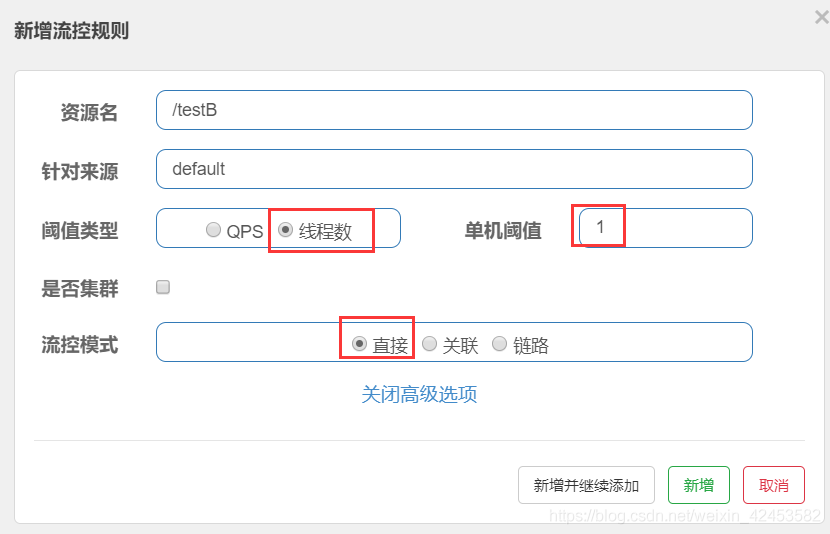 新增流控规则
×
资源名 /testB
针对来源 default
阈值类型 QPS 线程数 单机阈值 1
是否集群
流控模式 直接 关联 链路
关闭高级选项
新增并继续添加 新增 取消
https://blog.csdn.net/weixin_42453582